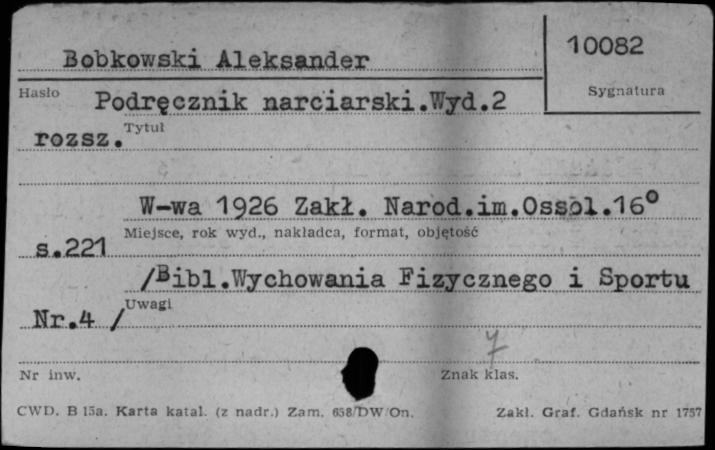 Bobkowski Aleksander
10082
Hasło
Sygnatura
Podręcznik narciarski.Wyd.2
Tytuł
rozsz.
W-wa 1926 Zakł. Narod.im.Ossol.16°
Miejsce, rok wyd., nakładca, format, objętość
s.221
/Bibl.Wychowania Fizycznego i Sportu
Uwagi
Nr.4 /
7
Nr inw.
Znak klas.
CWD. B 15a. Karta katal. (z nadr.) Zam. 658/DW/On.
Zakł. Graf. Gdańsk nr 1757